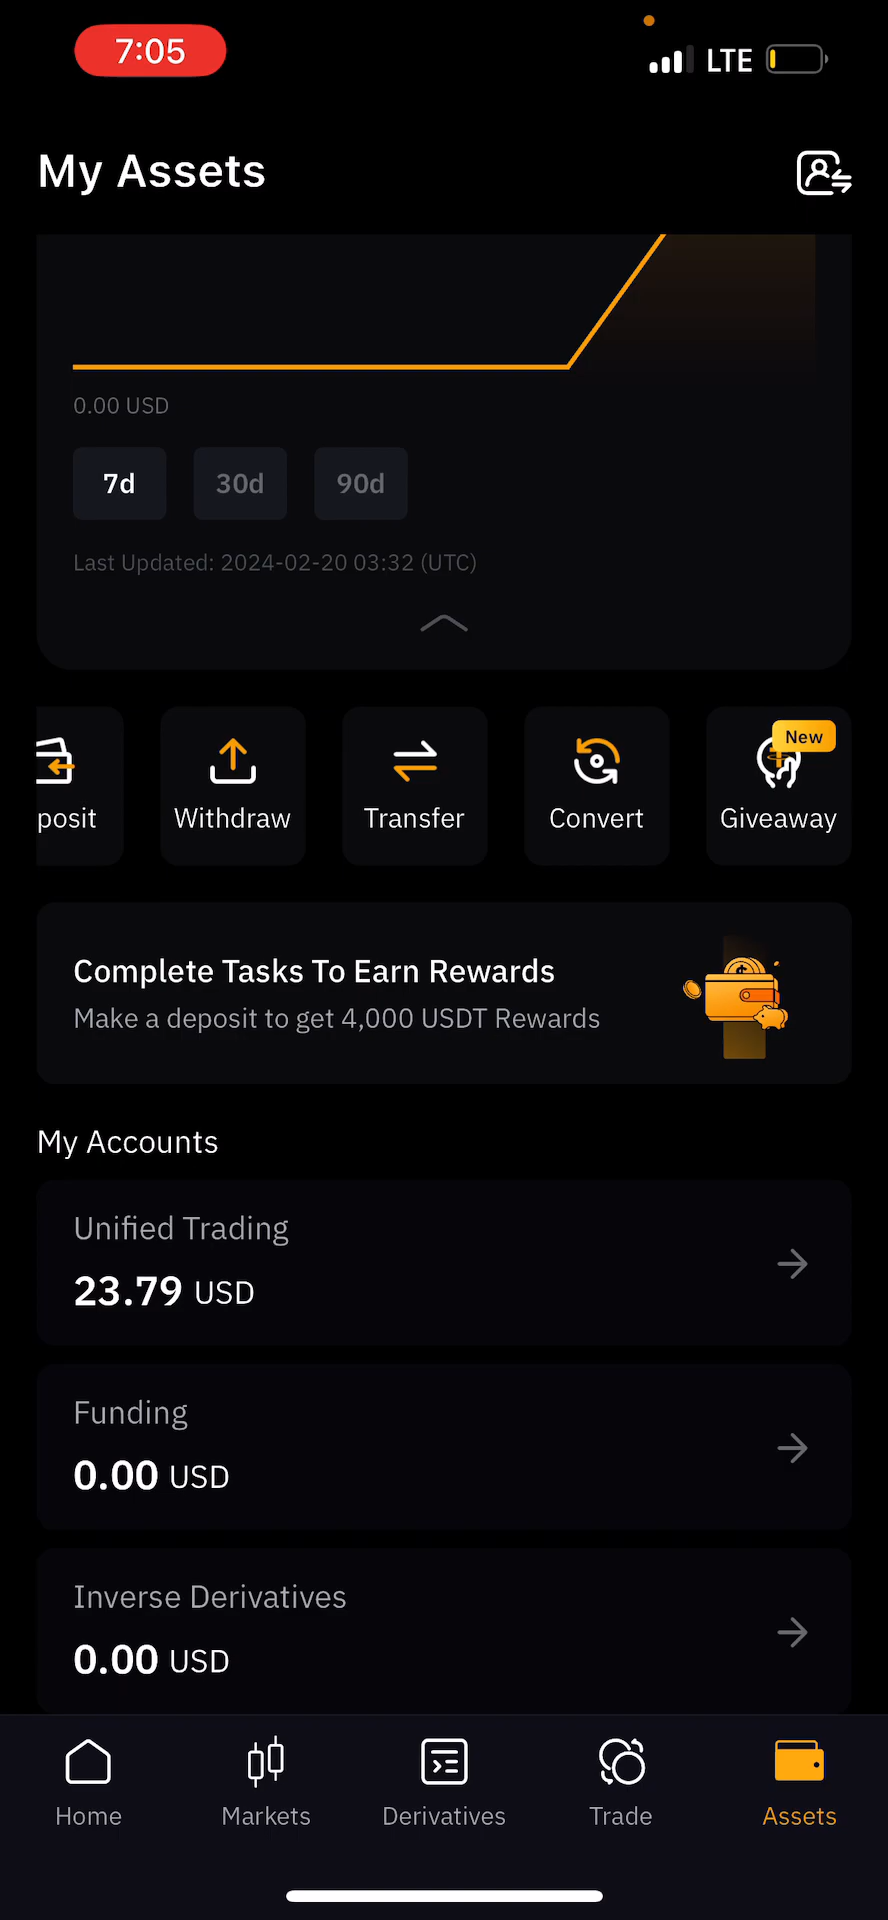 7:05
LTE
My Assets
0.00 USD
7d 30d 90d
Last Updated: 2024-02-20 03:32 (UTC)
New
posit Withdraw Transfer Convert Giveaway
Complete Tasks To Earn Rewards
Make a deposit to get 4,000 USDT Rewards
My Accounts
Unified Trading
23.79 USD
Funding
0.00 USD
Inverse Derivatives
0.00 USD
Home Markets Derivatives Trade Assets